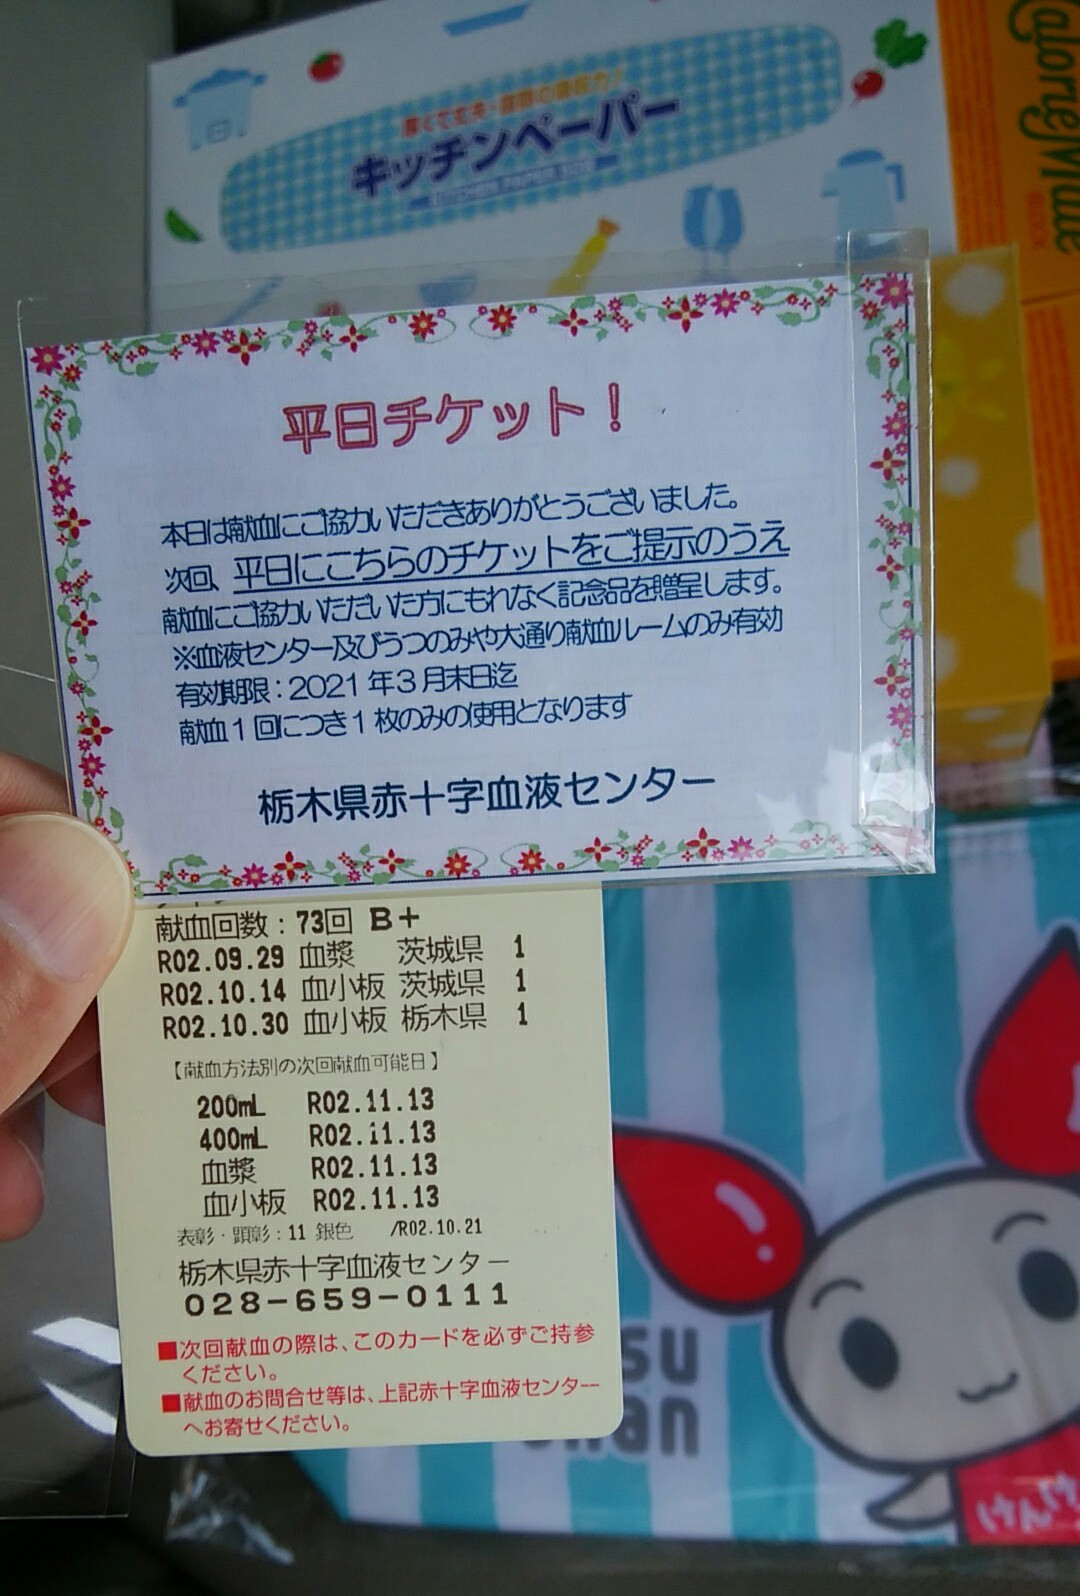 キッチンペーパー
CalorieMate
平日チケット！
本日は献血にご協力いただきありがとうございました。
次回、平日にこちらのチケットをご提示のうえ
献血にご協力いただいた方にもれなく記念品を贈呈します。
※血液センター及びうつのみや大通り献血ルームのみ有効
有効期限：2021年3月末日迄
献血1回につき1枚のみの使用となります
栃木県赤十字血液センター
献血回数：73回 B+
R02.09.29 血漿 茨城県 1
R02.10.14 血小板 茨城県 1
R02.10.30 血小板 栃木県 1
【献血方法別の次回献血可能日】
200mL R02.11.13
400mL R02.11.13
血漿 R02.11.13
血小板 R02.11.13
表彰・顕彰：11 銀色 /R02.10.21
栃木県赤十字血液センター
028-659-0111
■次回献血の際は、このカードを必ずご持参
ください。
■献血のお問合せ等は、上記赤十字血液センター
へお寄せください。
su
chan